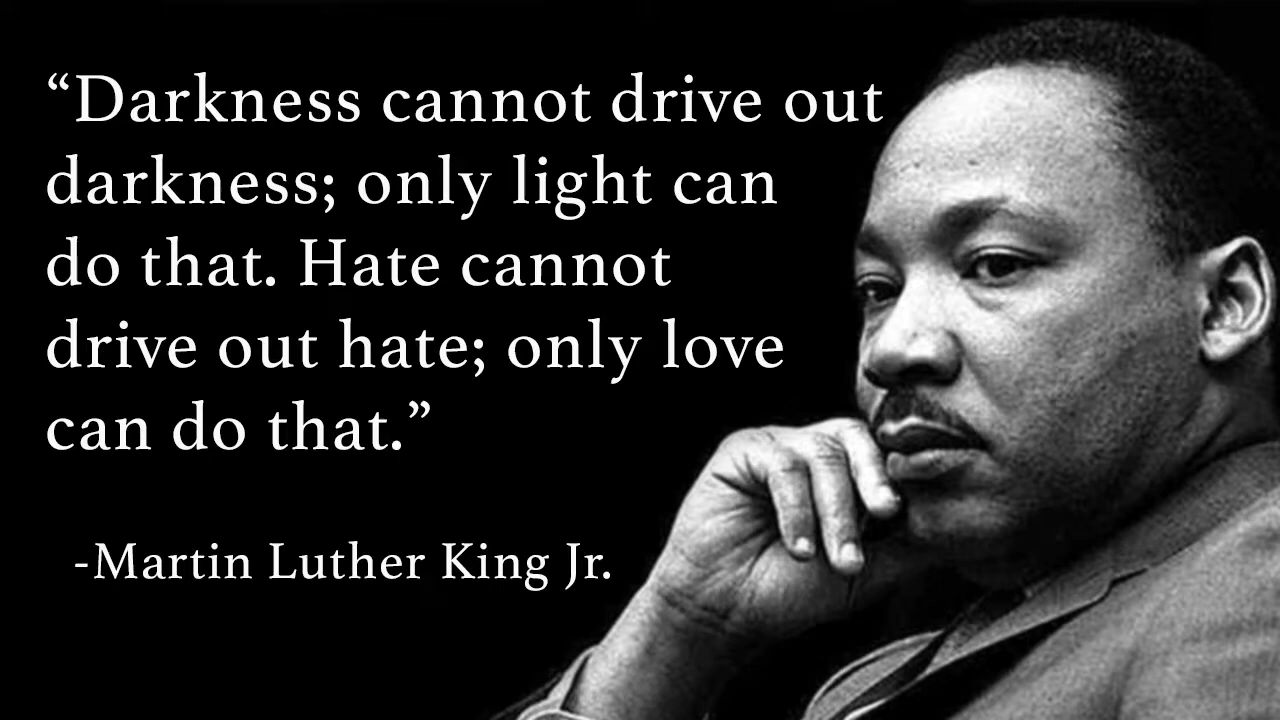 “Darkness cannot drive out
darkness; only light can
do that. Hate cannot
drive out hate; only love
can do that.”
-Martin Luther King Jr.